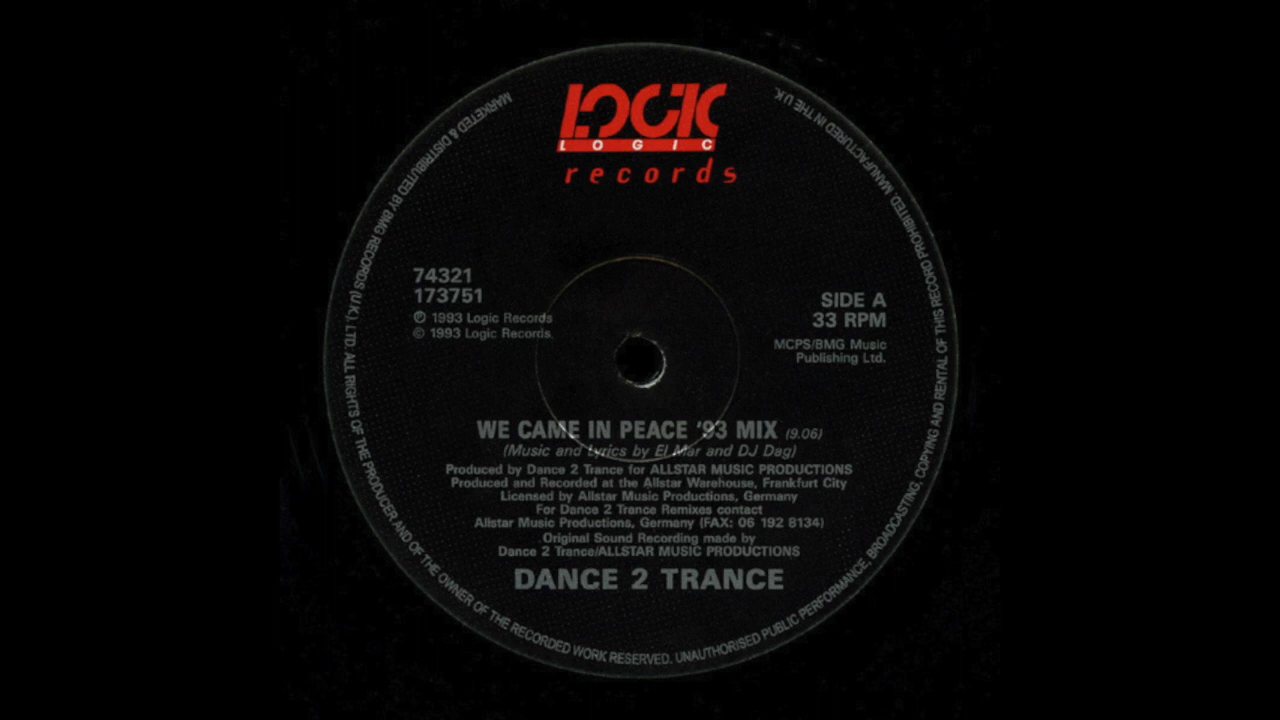 LOGIC
LOGIC
records
74321
173751
℗ 1993 Logic Records
© 1993 Logic Records
SIDE A
33 RPM
MCPS/BMG Music
Publishing Ltd.
WE CAME IN PEACE '93 MIX (9.06)
(Music and Lyrics by El Mar and DJ Dag)
Produced by Dance 2 Trance for ALLSTAR MUSIC PRODUCTIONS
Produced and Recorded at the Allstar Warehouse, Frankfurt City
Licensed by Allstar Music Productions, Germany
For Dance 2 Trance Remixes contact
Allstar Music Productions, Germany (FAX: 06 192 8134)
Original Sound Recording made by
Dance 2 Trance/ALLSTAR MUSIC PRODUCTIONS
DANCE 2 TRANCE
MARKETED & DISTRIBUTED BY BMG RECORDS (U.K.) LTD. ALL RIGHTS OF THE PRODUCER AND OF THE OWNER OF THE RECORDED WORK RESERVED. UNAUTHORISED PUBLIC PERFORMANCE, BROADCASTING, COPYING AND RENTAL OF THIS RECORD PROHIBITED. MANUFACTURED IN THE U.K.